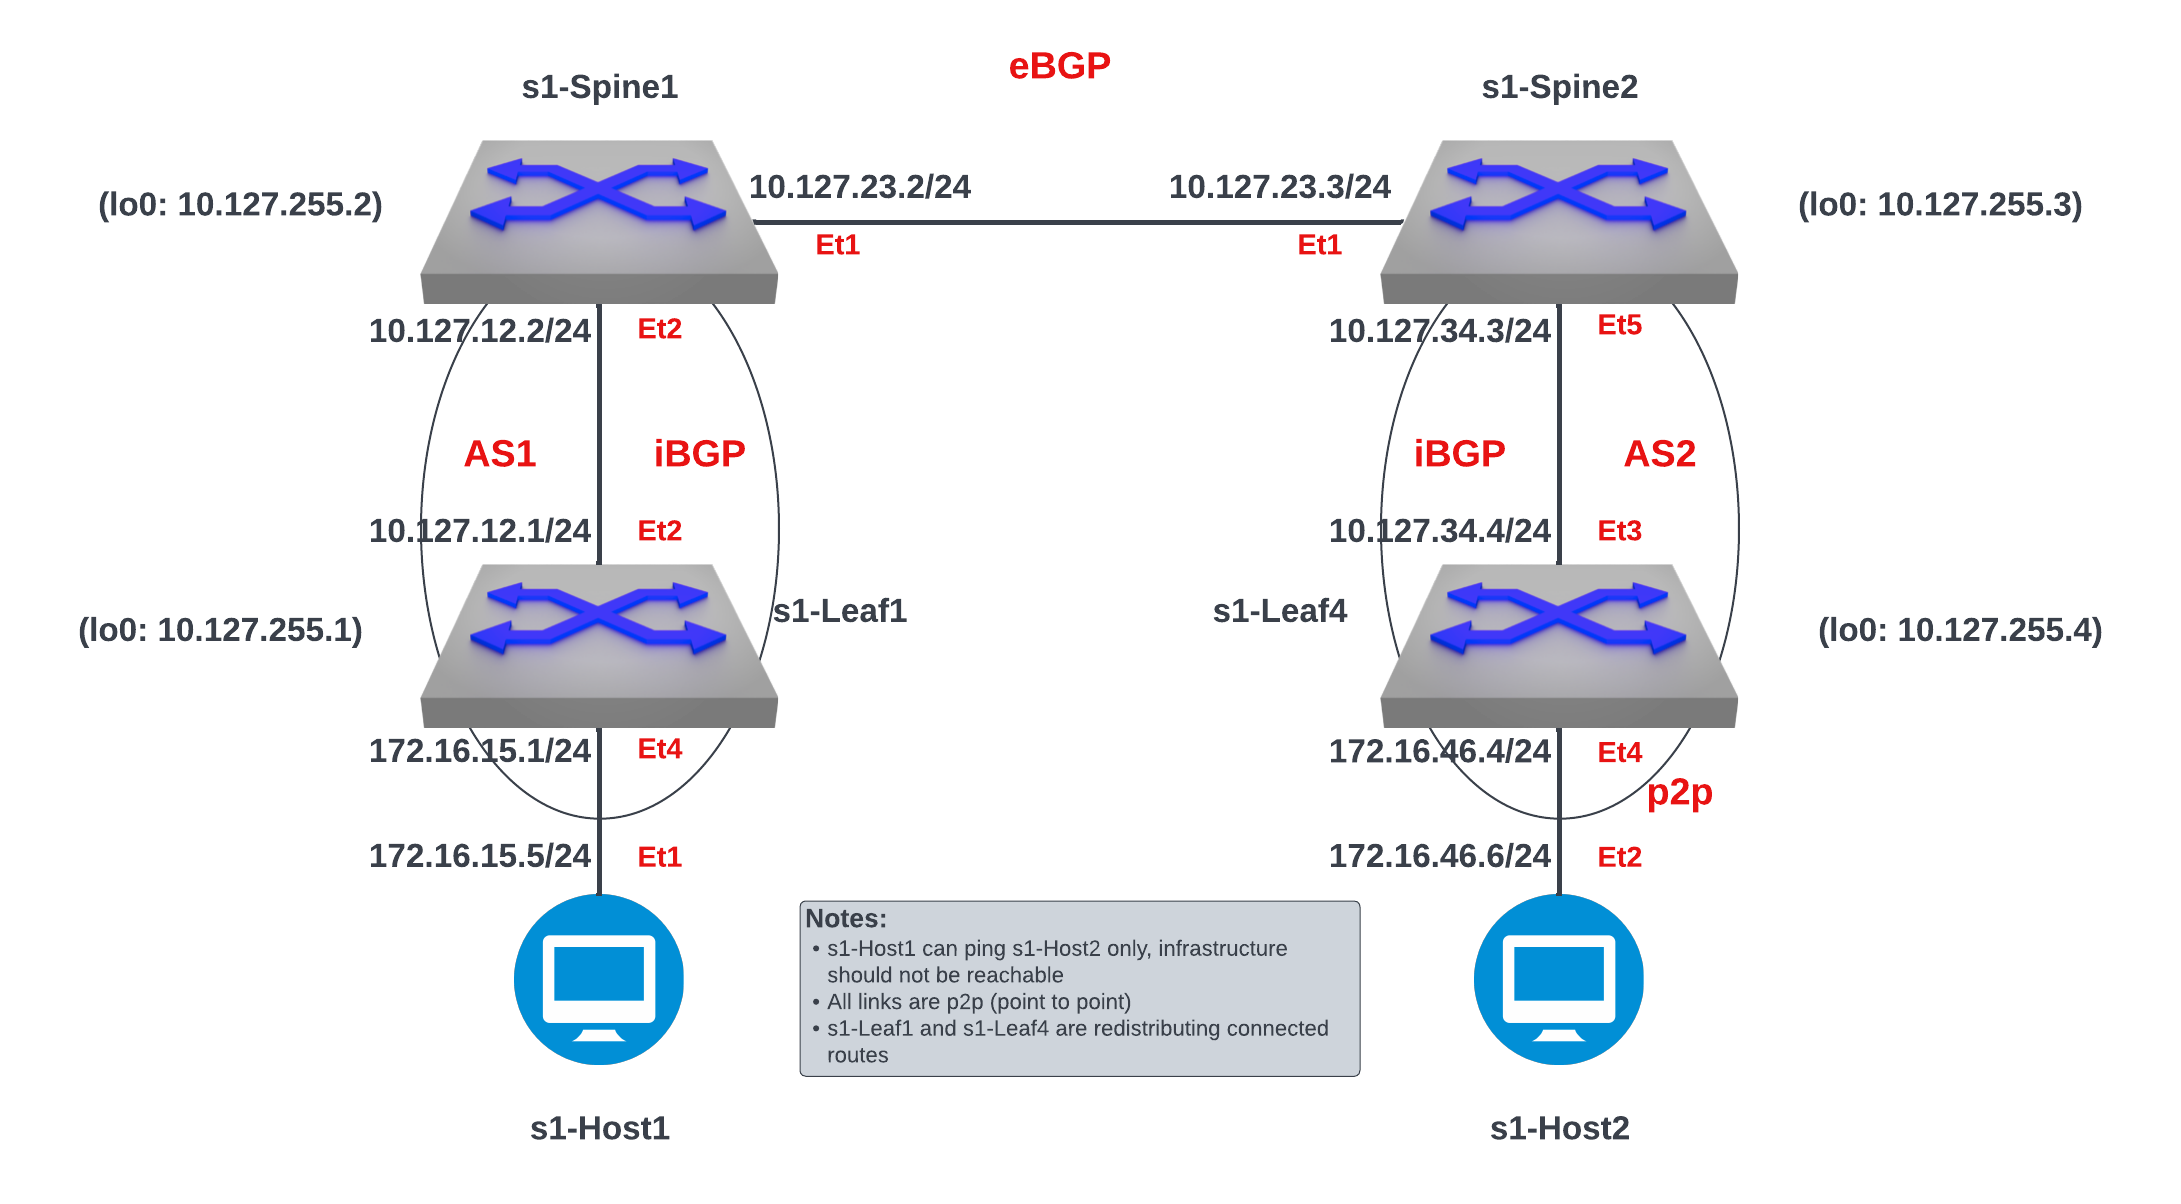 eBGP
s1-Spine1
s1-Spine2
(lo0: 10.127.255.2)
10.127.23.2/24
10.127.23.3/24
(lo0: 10.127.255.3)
Et1
Et1
10.127.12.2/24
Et2
10.127.34.3/24
Et5
AS1
iBGP
iBGP
AS2
10.127.12.1/24
Et2
10.127.34.4/24
Et3
(lo0: 10.127.255.1)
s1-Leaf1
s1-Leaf4
(lo0: 10.127.255.4)
172.16.15.1/24
Et4
172.16.46.4/24
Et4
p2p
172.16.15.5/24
Et1
172.16.46.6/24
Et2
Notes:
• s1-Host1 can ping s1-Host2 only, infrastructure
should not be reachable
• All links are p2p (point to point)
• s1-Leaf1 and s1-Leaf4 are redistributing connected
routes
s1-Host1
s1-Host2